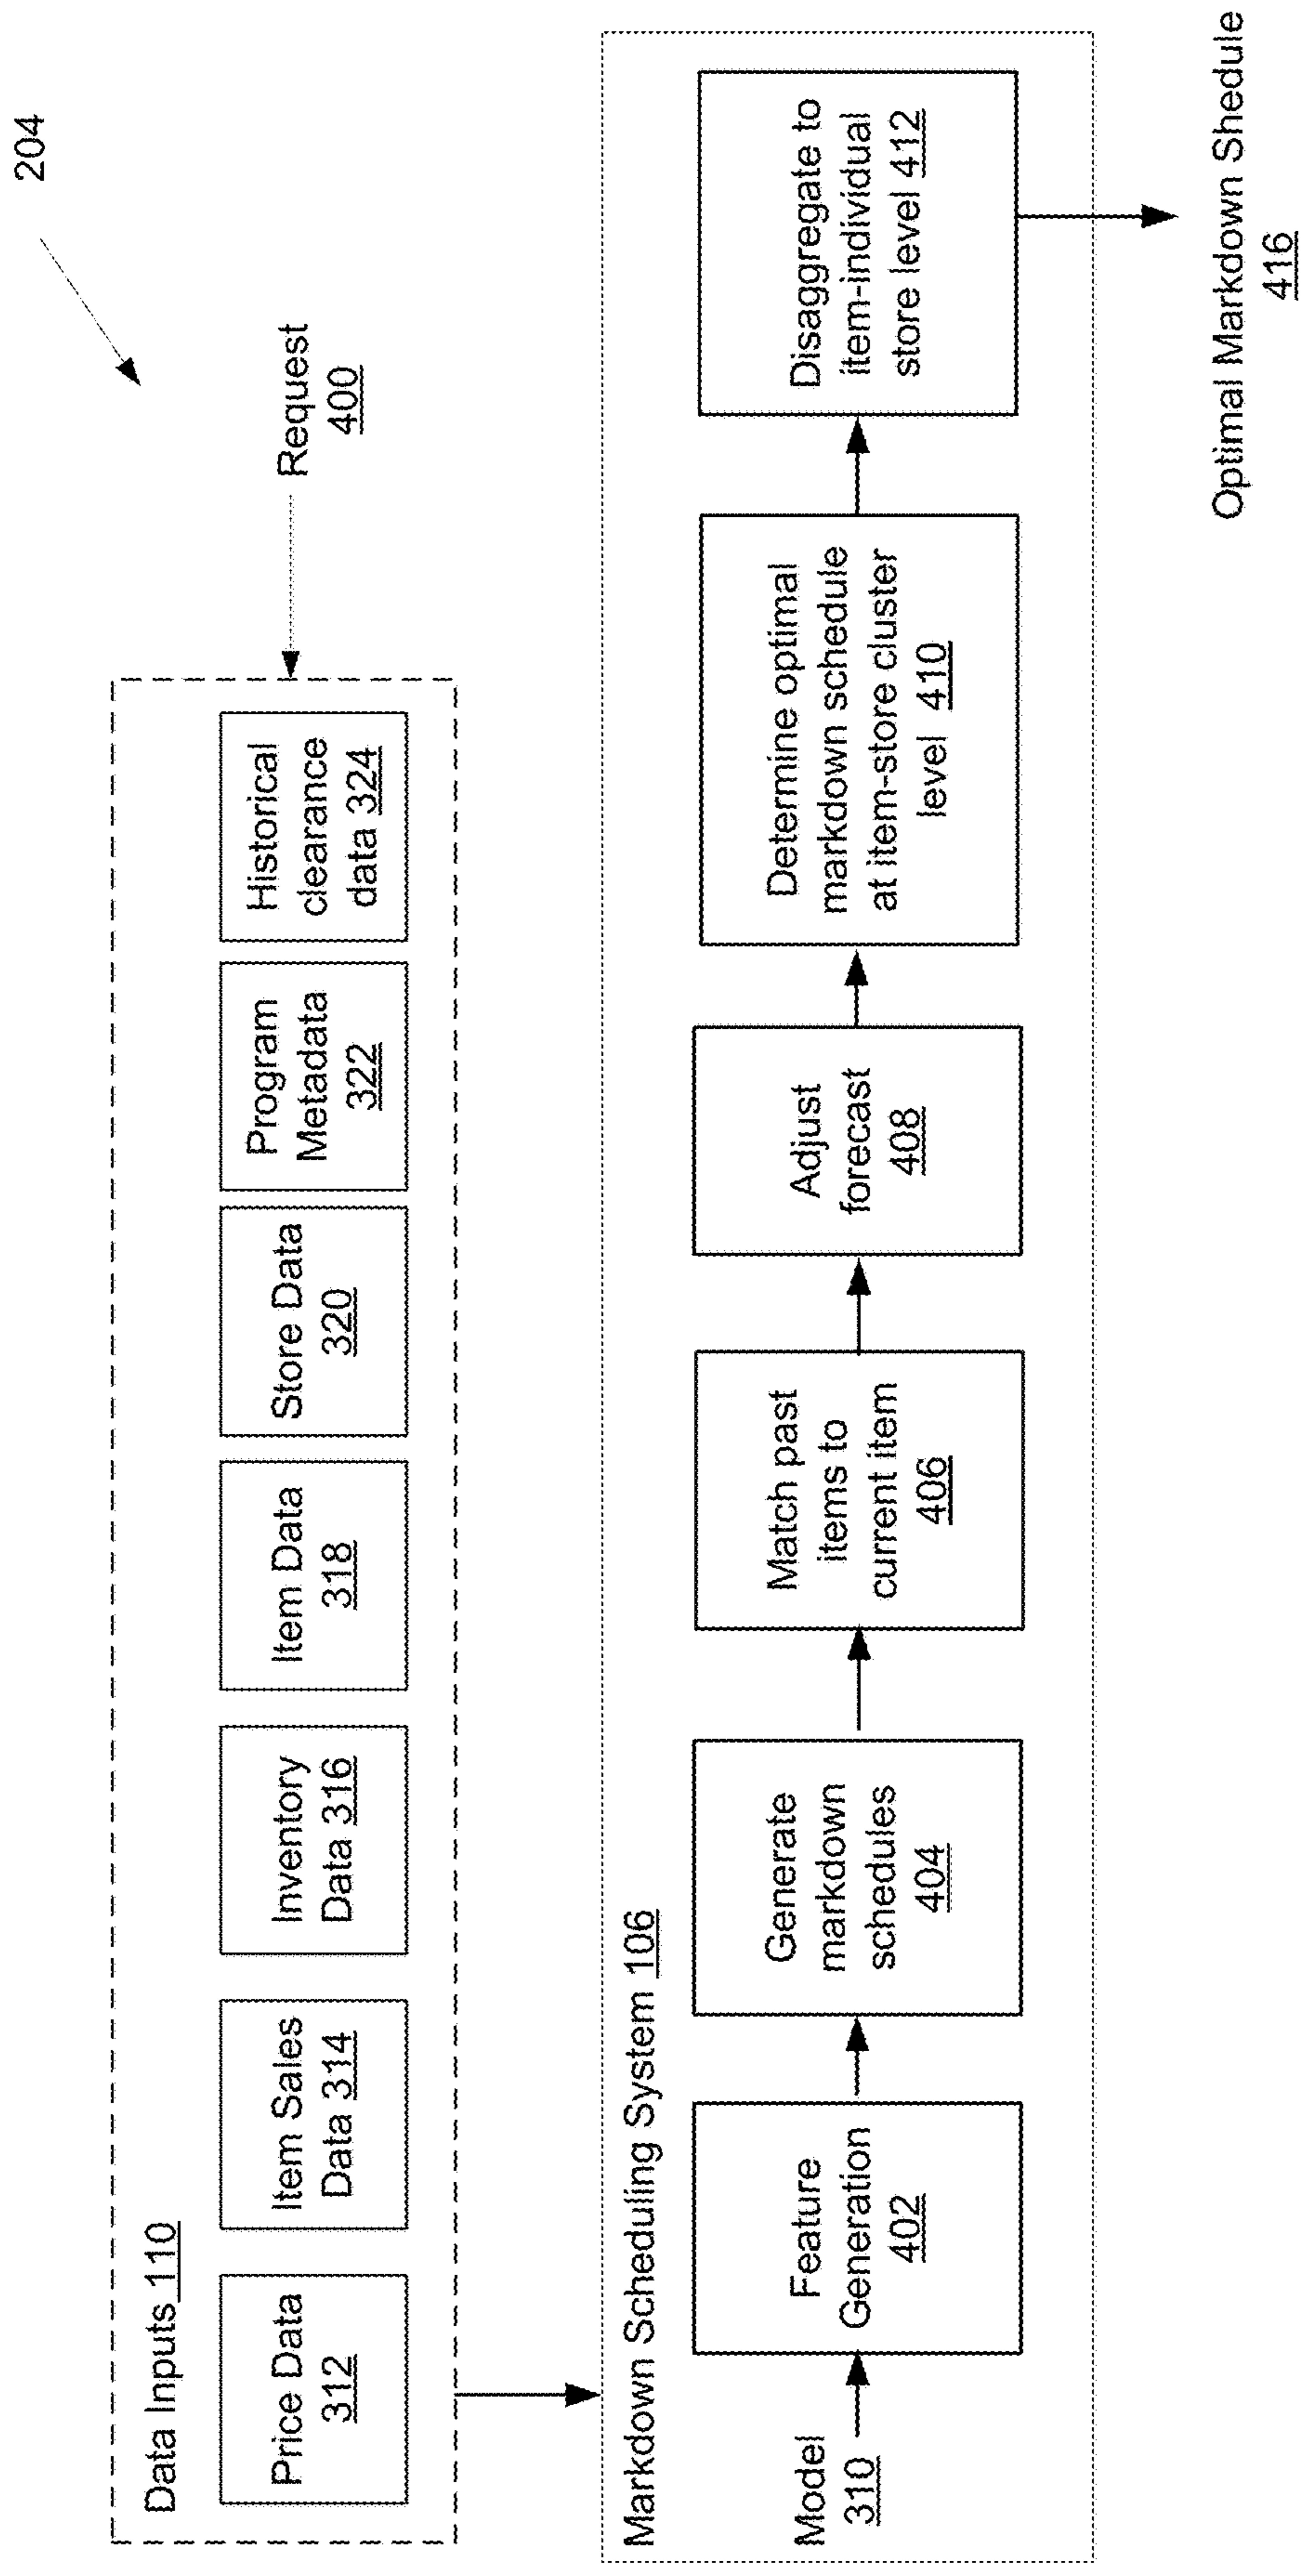 204
Data Inputs 110
Price Data
312
Item Sales
Data 314
Inventory
Data 316
Item Data
318
Store Data
320
Program
Metadata
322
Historical
clearance
data 324
Request
400
Markdown Scheduling System 106
Model
310
Feature
Generation
402
Generate
markdown
schedules
404
Match past
items to
current item
406
Adjust
forecast
408
Determine optimal
markdown schedule
at item-store cluster
level 410
Disaggregate to
item-individual
store level 412
Optimal Markdown Shedule
416